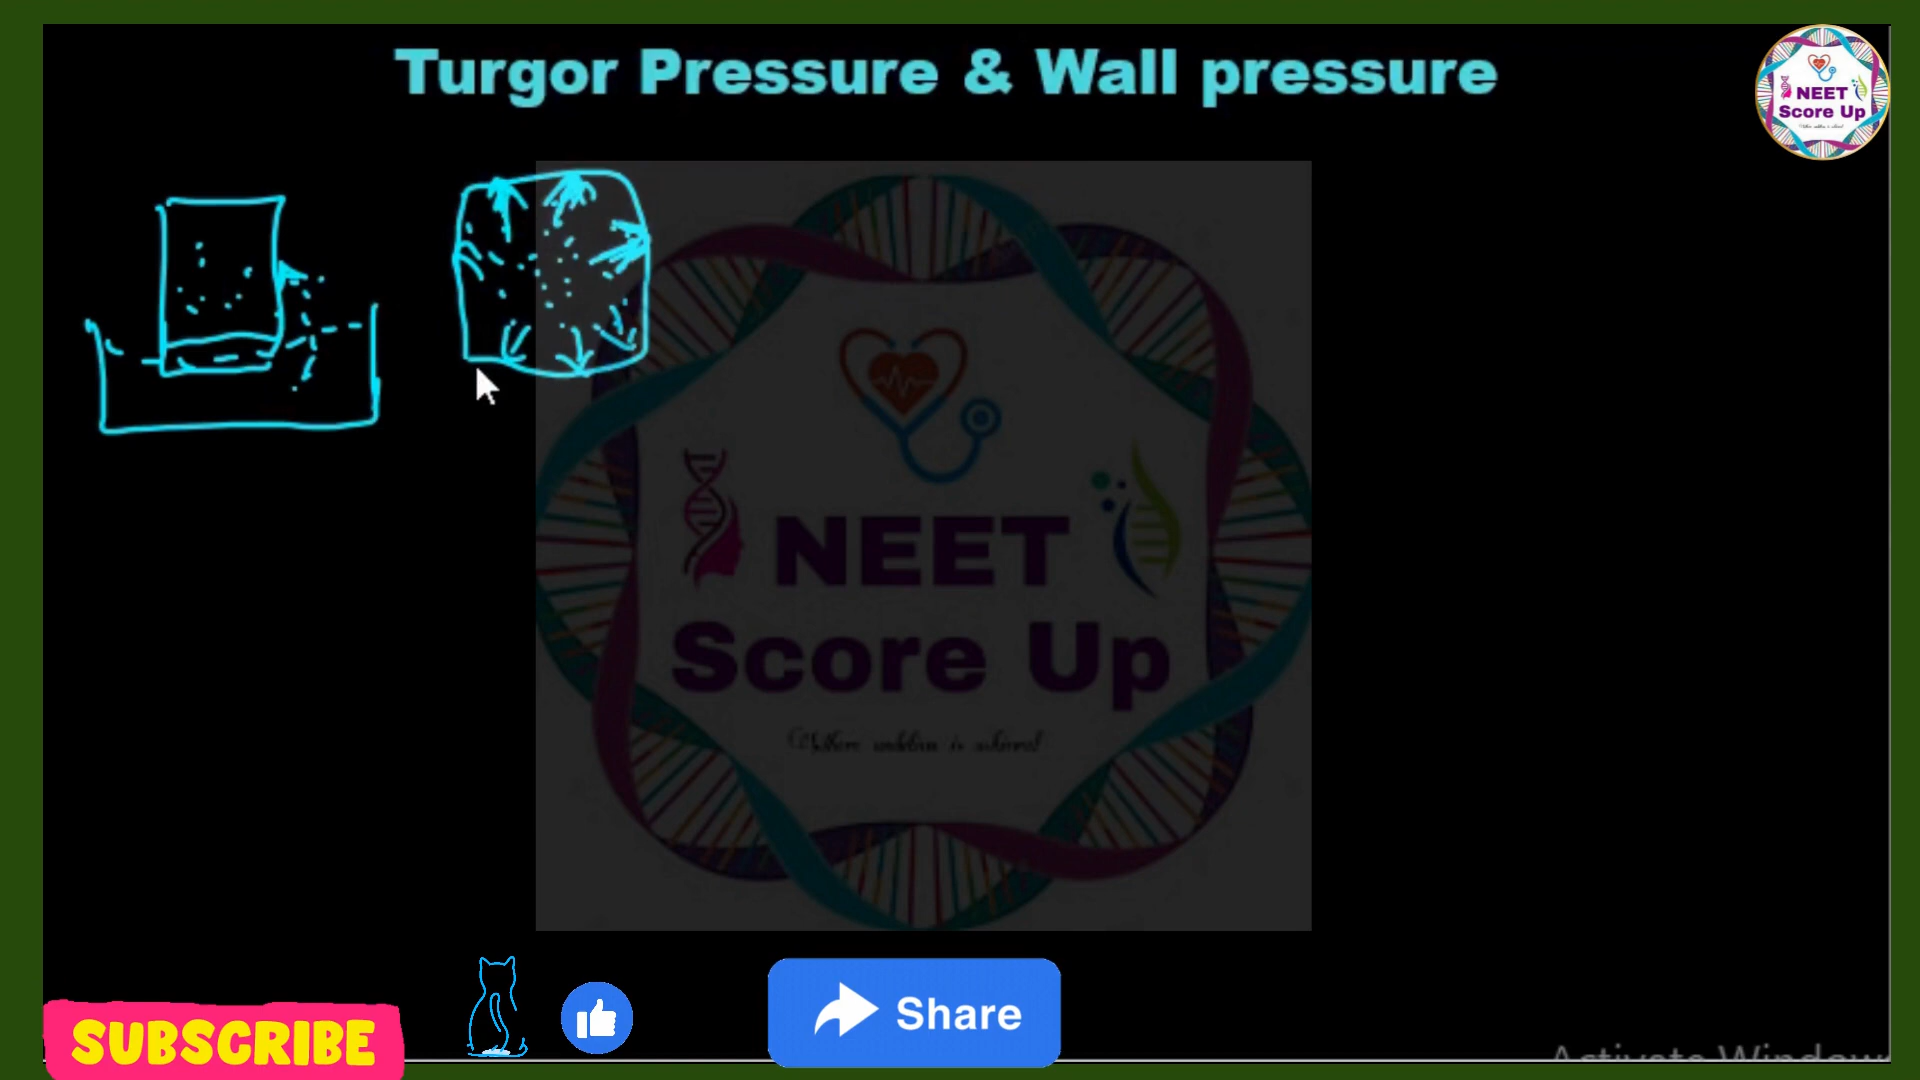 Turgor Pressure & Wall pressure
NEET
Score Up
NEET
Score Up
SUBSCRIBE
Share